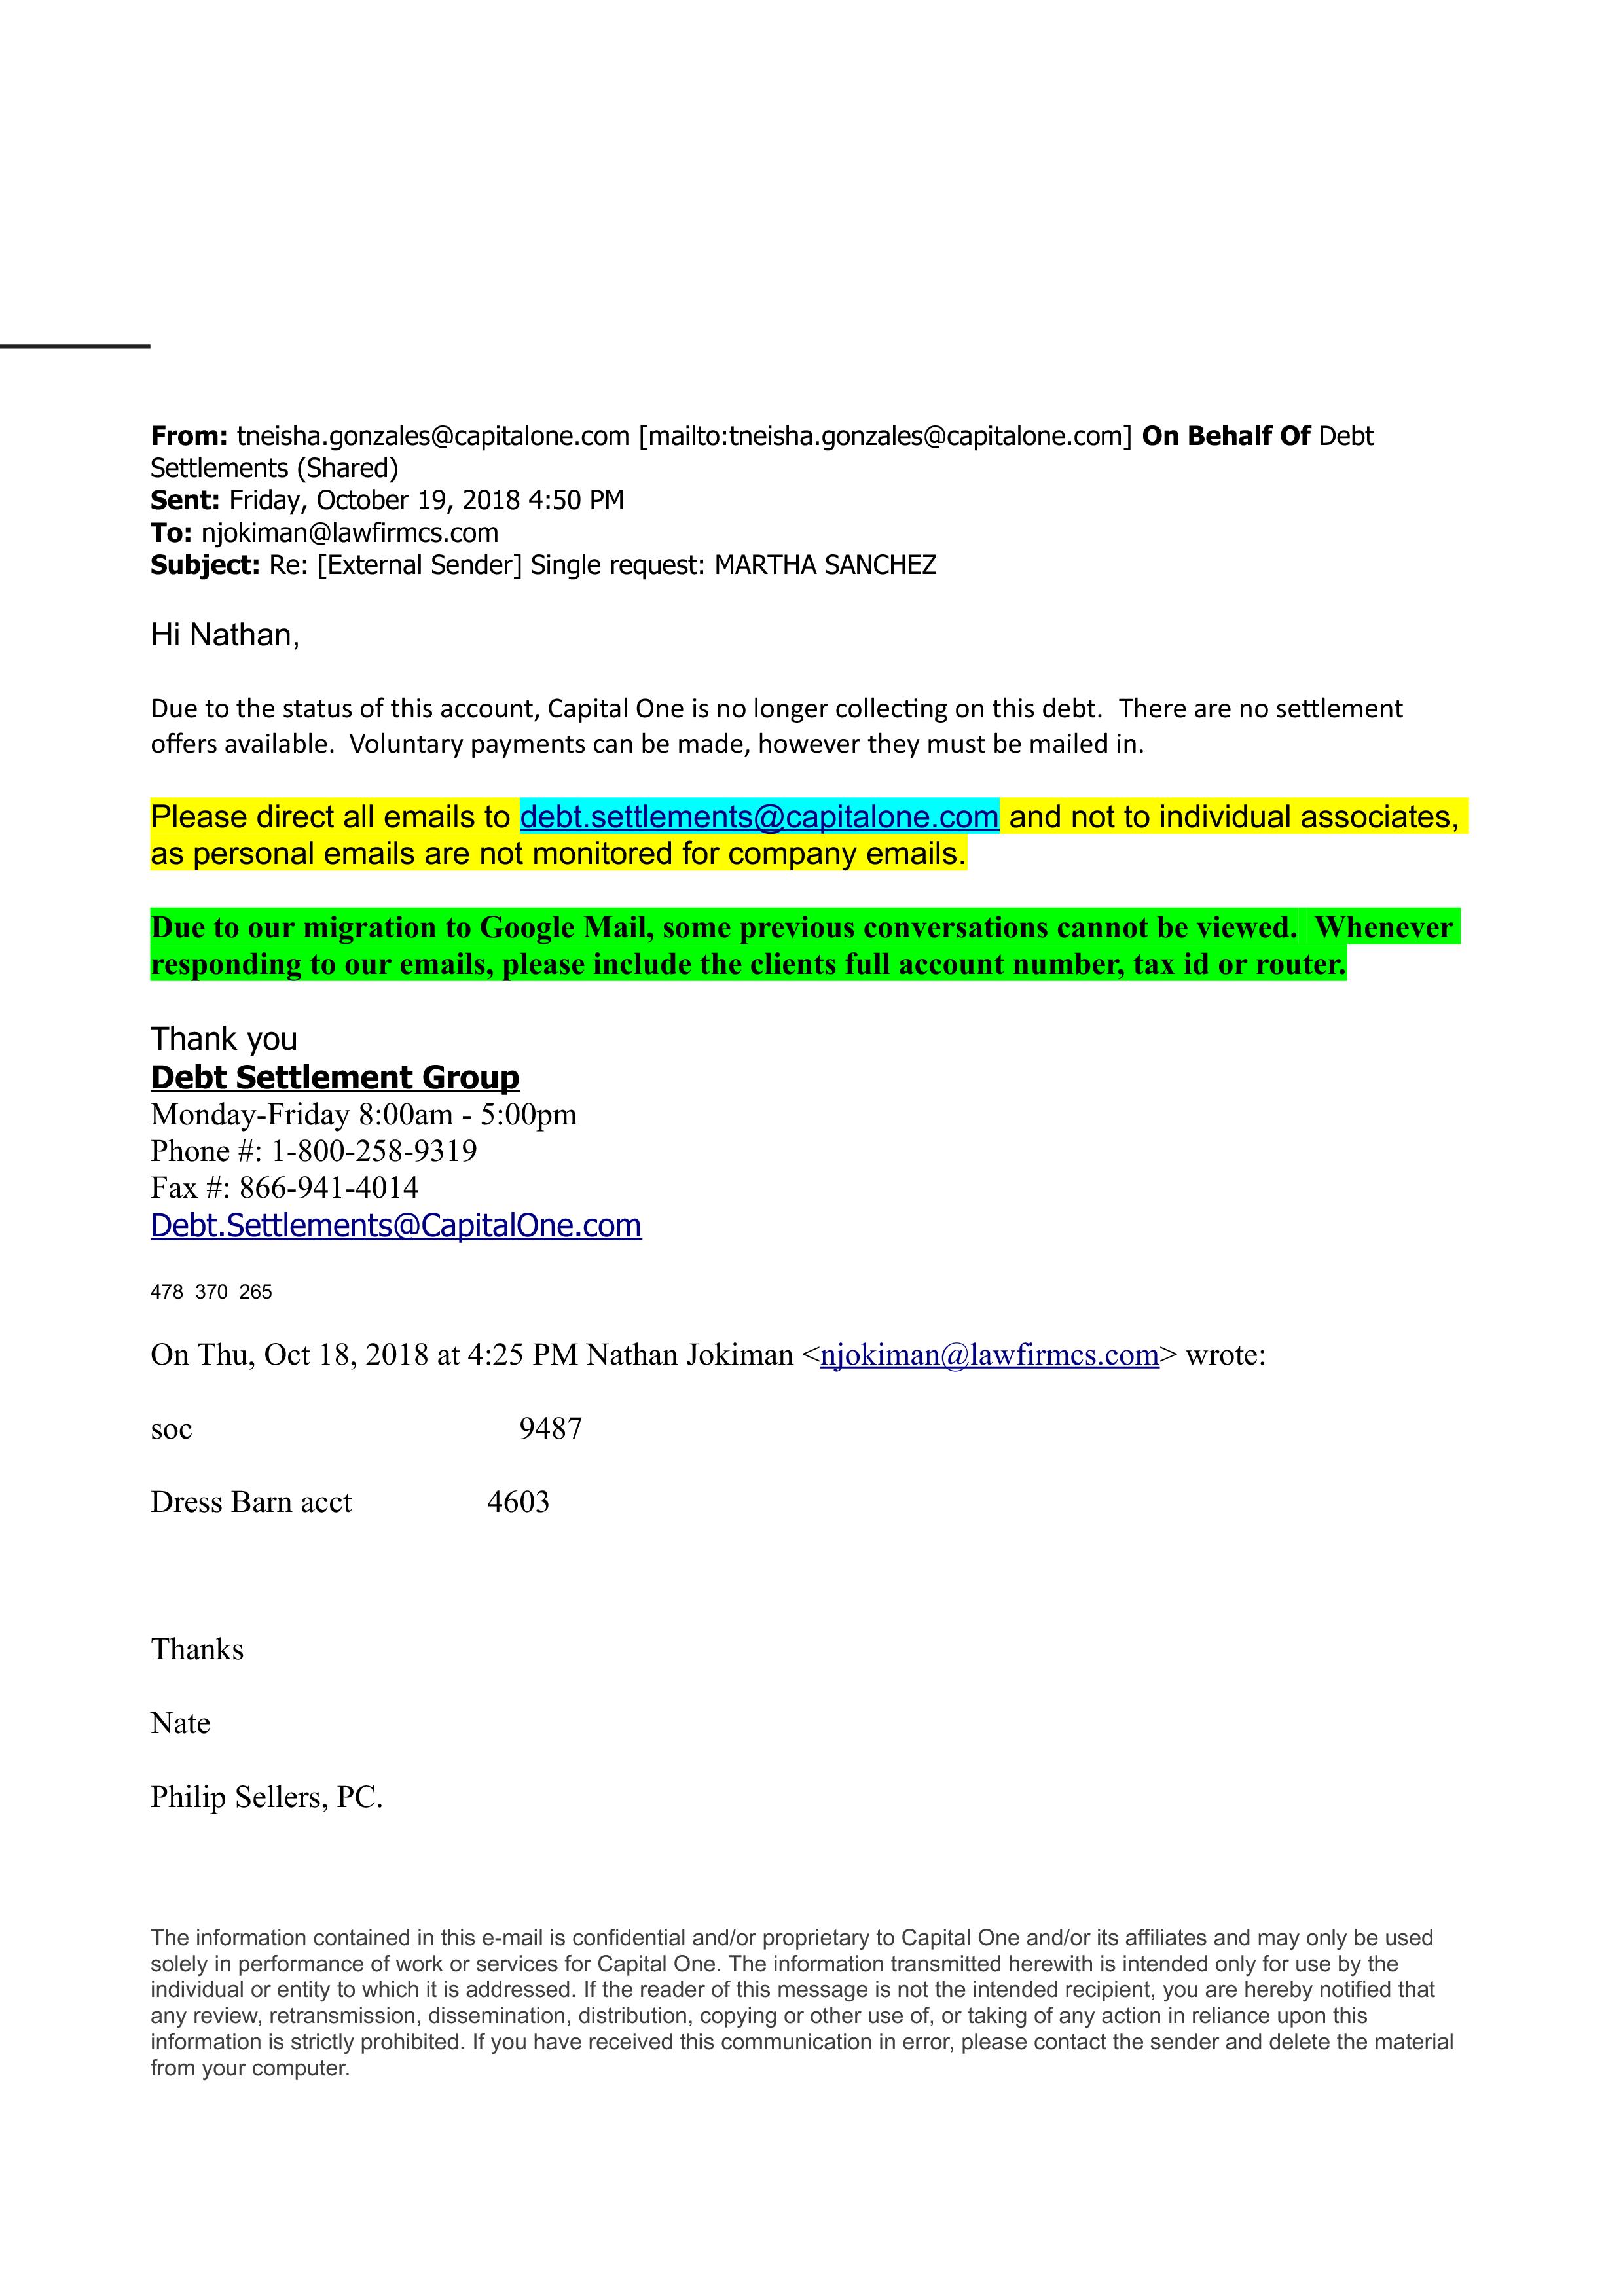 From: tneisha.gonzales@capitalone.com [mailto:tneisha.gonzales@capitalone.com] On Behalf Of Debt
Settlements (Shared)
Sent: Friday, October 19, 2018 4:50 PM
To: njokiman@lawfirmcs.com
Subject: Re: [External Sender] Single request: MARTHA SANCHEZ
Hi Nathan,
Due to the status of this account, Capital One is no longer collecting on this debt.  There are no settlement
offers available.  Voluntary payments can be made, however they must be mailed in.
Please direct all emails to debt.settlements@capitalone.com and not to individual associates,
as personal emails are not monitored for company emails.
Due to our migration to Google Mail, some previous conversations cannot be viewed.  Whenever
responding to our emails, please include the clients full account number, tax id or router.
Thank you
Debt Settlement Group
Monday-Friday 8:00am - 5:00pm
Phone #: 1-800-258-9319
Fax #: 866-941-4014
Debt.Settlements@CapitalOne.com
478  370  265
On Thu, Oct 18, 2018 at 4:25 PM Nathan Jokiman <njokiman@lawfirmcs.com> wrote:
soc 9487
Dress Barn acct 4603
Thanks
Nate
Philip Sellers, PC.
The information contained in this e-mail is confidential and/or proprietary to Capital One and/or its affiliates and may only be used
solely in performance of work or services for Capital One. The information transmitted herewith is intended only for use by the
individual or entity to which it is addressed. If the reader of this message is not the intended recipient, you are hereby notified that
any review, retransmission, dissemination, distribution, copying or other use of, or taking of any action in reliance upon this
information is strictly prohibited. If you have received this communication in error, please contact the sender and delete the material
from your computer.